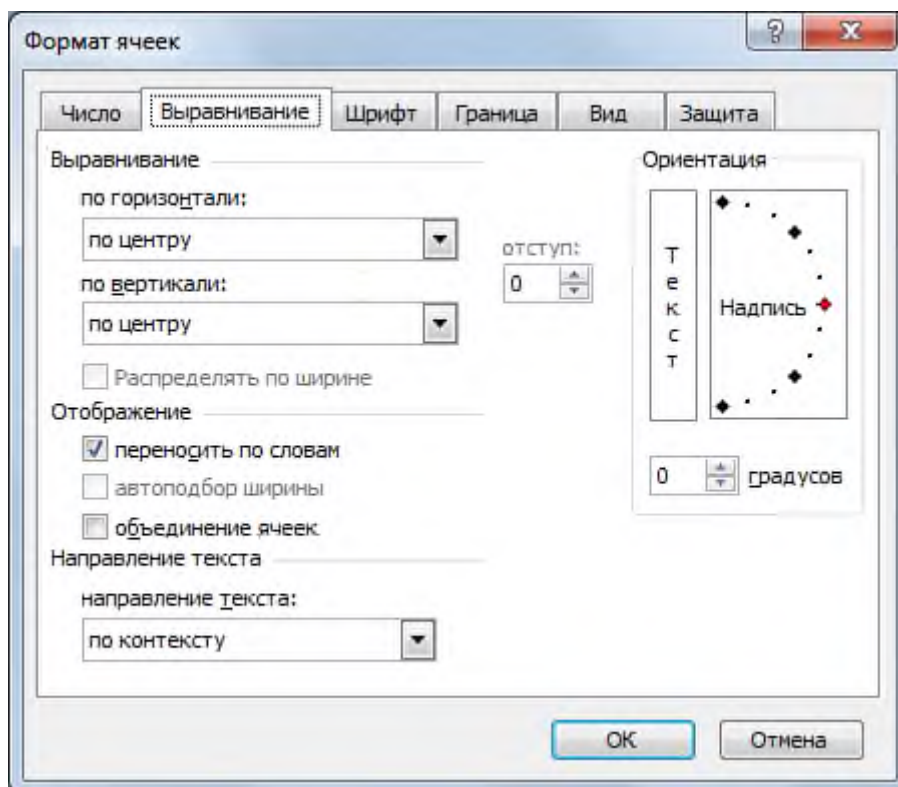 Формат ячеек
Число Выравнивание Шрифт Граница Вид Защита
Выравнивание
по горизонтали:
по центру
отступ:
0
по вертикали:
по центру
Распределять по ширине
Отображение
переносить по словам
автоподбор ширины
объединение ячеек
Направление текста
направление текста:
по контексту
Ориентация
Текст
Надпись
0 градусов
ОК Отмена